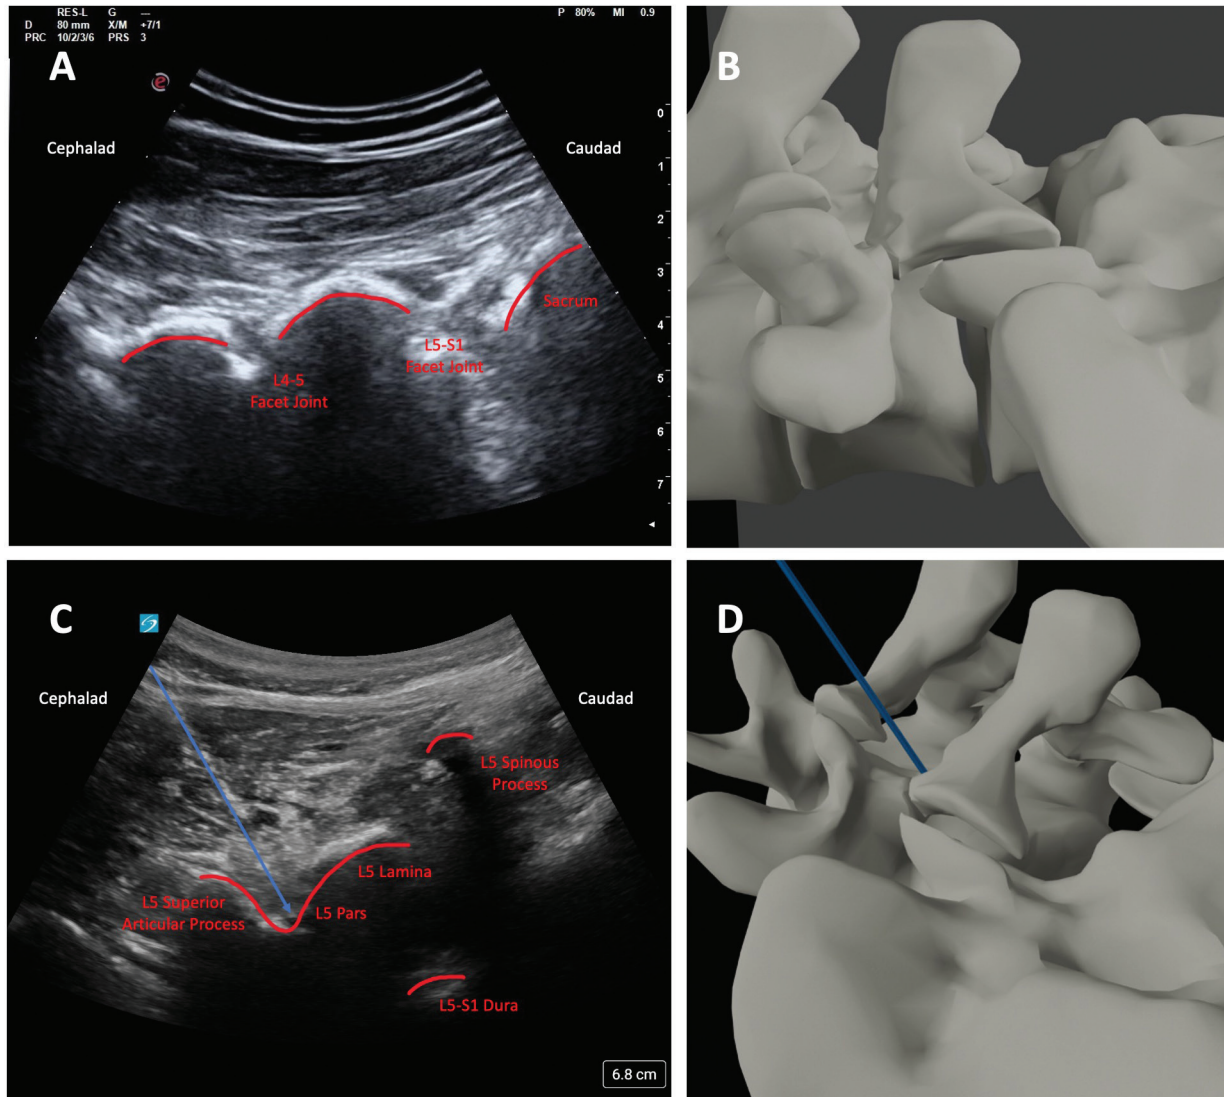 RES-L G —
D 80 mm X/M +7/1
PRC 10/2/3/6 PRS 3
P 80% MI 0.9
A
e
Cephalad
Caudad
0
1
2
3
4
5
6
7
Sacrum
L4-5
Facet Joint
L5-S1
Facet Joint
B
C
Cephalad
Caudad
L5 Spinous
Process
L5 Lamina
L5 Superior
Articular Process
L5 Pars
L5-S1 Dura
6.8 cm
D